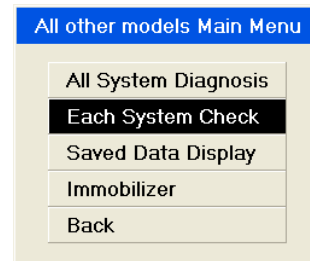 All other models Main Menu
All System Diagnosis
Each System Check
Saved Data Display
Immobilizer
Back